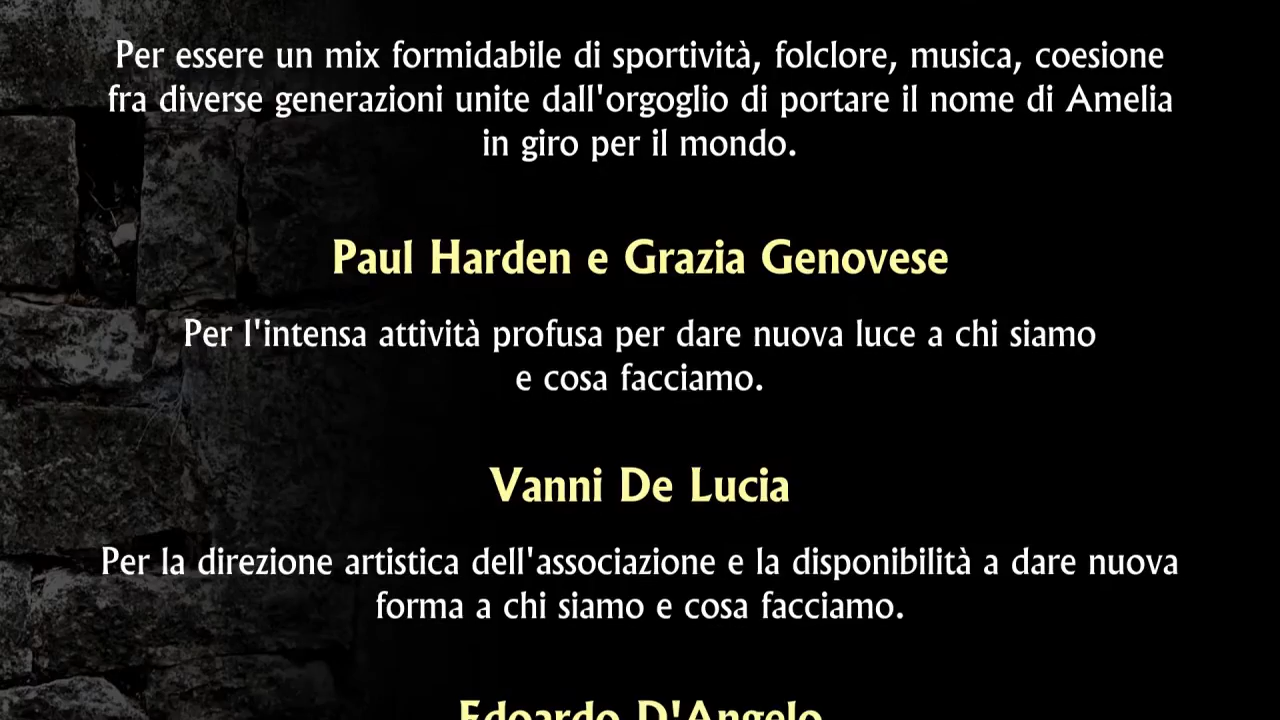 Per essere un mix formidabile di sportività, folclore, musica, coesione
fra diverse generazioni unite dall'orgoglio di portare il nome di Amelia
in giro per il mondo.
Paul Harden e Grazia Genovese
Per l'intensa attività profusa per dare nuova luce a chi siamo
e cosa facciamo.
Vanni De Lucia
Per la direzione artistica dell'associazione e la disponibilità a dare nuova
forma a chi siamo e cosa facciamo.
Edoardo D'Angelo